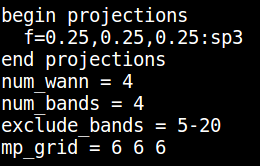 begin projections
  f=0.25,0.25,0.25:sp3
end projections
num_wann = 4
num_bands = 4
exclude_bands = 5-20
mp_grid = 6 6 6